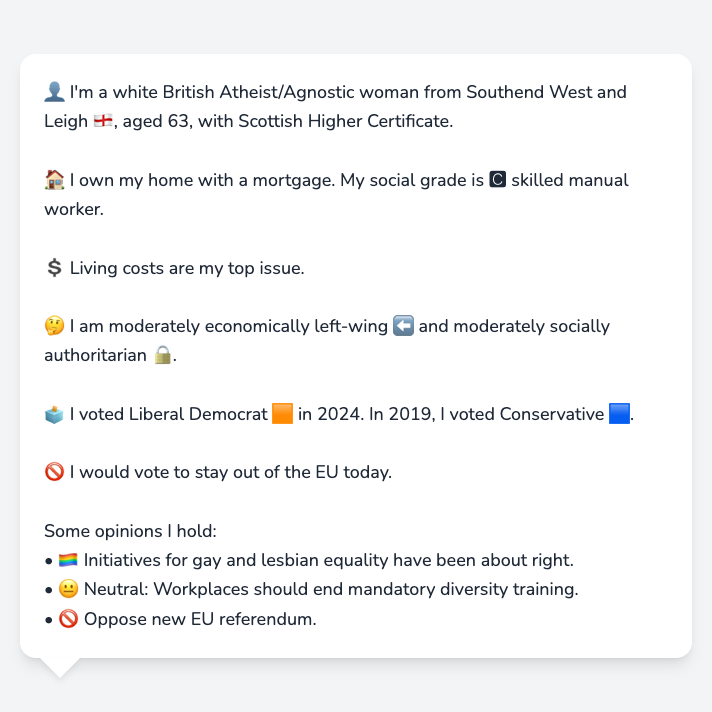 👤 I'm a white British Atheist/Agnostic woman from Southend West and
Leigh 🏴󠁧󠁢󠁥󠁮󠁧󠁿, aged 63, with Scottish Higher Certificate.
🏠 I own my home with a mortgage. My social grade is 🅲 skilled manual
worker.
💲 Living costs are my top issue.
🤔 I am moderately economically left-wing ⬅️ and moderately socially
authoritarian 🔒.
🗳️ I voted Liberal Democrat 🟧 in 2024. In 2019, I voted Conservative 🟦.
🚫 I would vote to stay out of the EU today.
Some opinions I hold:
• 🏳️‍🌈 Initiatives for gay and lesbian equality have been about right.
• 😐 Neutral: Workplaces should end mandatory diversity training.
• 🚫 Oppose new EU referendum.